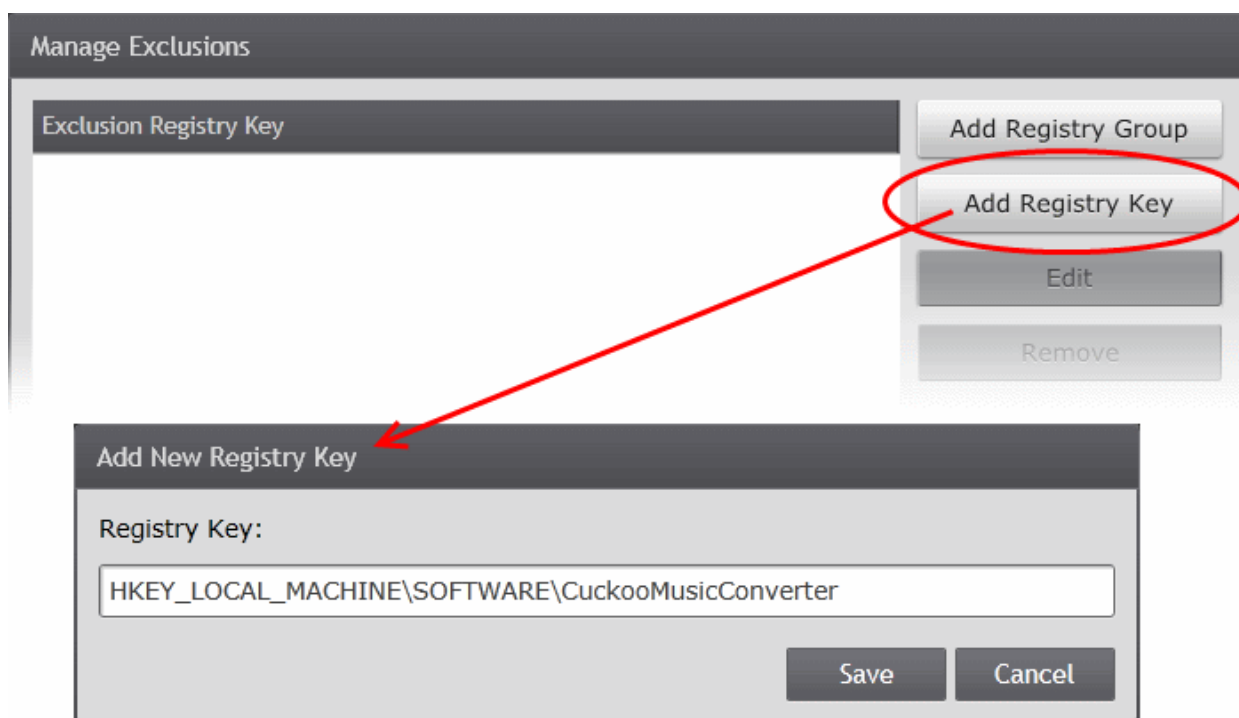 Manage Exclusions
Exclusion Registry Key
Add Registry Group
Add Registry Key
Edit
Remove
Add New Registry Key
Registry Key:
HKEY_LOCAL_MACHINE\SOFTWARE\CuckooMusicConverter
Save
Cancel